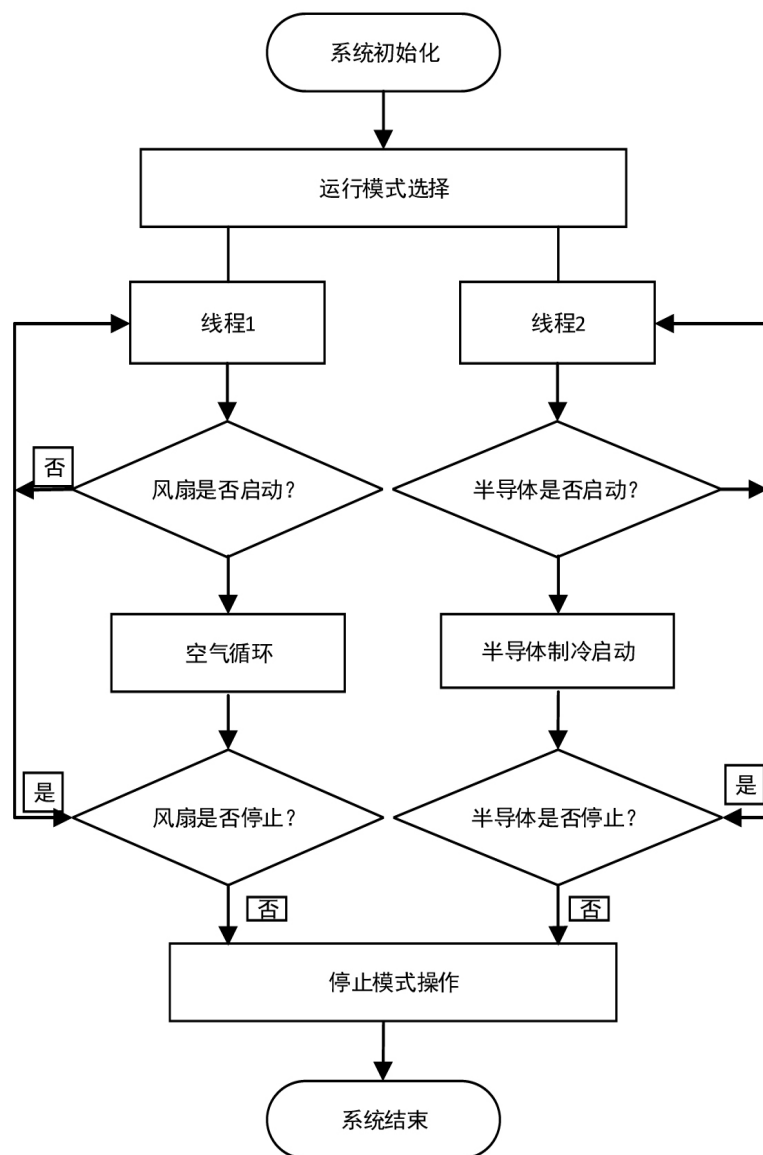 系统初始化
运行模式选择
线程1
线程2
否
风扇是否启动?
半导体是否启动?
空气循环
半导体制冷启动
是
风扇是否停止?
半导体是否停止?
是
否
否
停止模式操作
系统结束